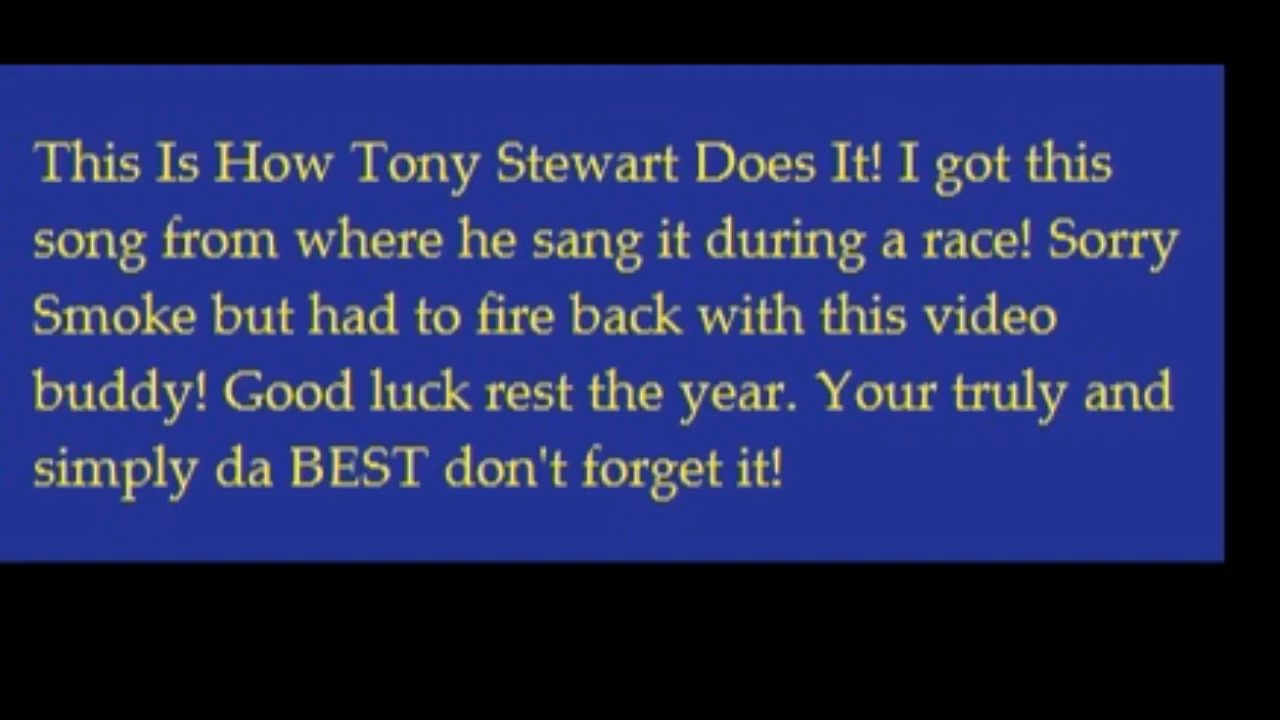 This Is How Tony Stewart Does It! I got this
song from where he sang it during a race! Sorry
Smoke but had to fire back with this video
buddy! Good luck rest the year. Your truly and
simply da BEST don't forget it!